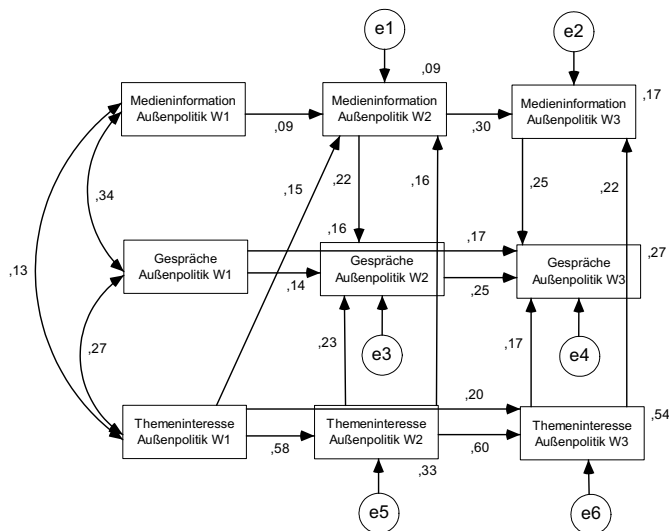 e1
e2
,09
Medieninformation
Außenpolitik W1
Medieninformation
Außenpolitik W2
Medieninformation
Außenpolitik W3
,17
,09
,30
,34
,15
,22
,16
,25
,22
,13
,16
,17
Gespräche
Außenpolitik W1
Gespräche
Außenpolitik W2
Gespräche
Außenpolitik W3
,27
,14
,25
,27
,23
e3
,17
e4
,20
Themeninteresse
Außenpolitik W1
Themeninteresse
Außenpolitik W2
Themeninteresse
Außenpolitik W3
,54
,58
,60
,33
e5
e6